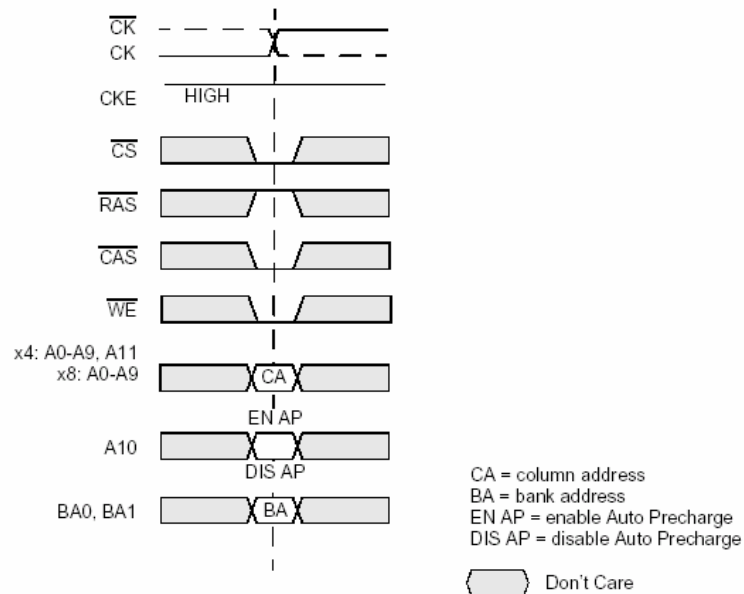 CK
CK
CKE HIGH
CS
RAS
CAS
WE
x4: A0-A9, A11
x8: A0-A9
CA
EN AP
A10
DIS AP
BA0, BA1 BA
CA = column address
BA = bank address
EN AP = enable Auto Precharge
DIS AP = disable Auto Precharge
Don't Care